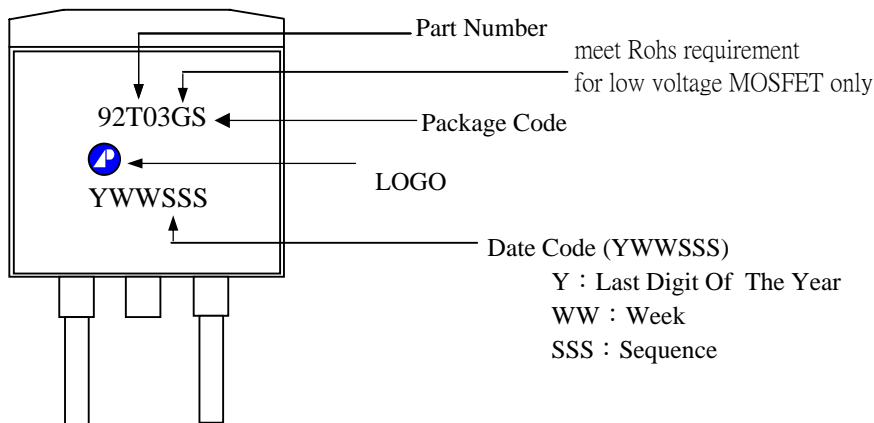 Part Number
meet Rohs requirement
for low voltage MOSFET only
92T03GS
Package Code
LOGO
YWWSSS
Date Code (YWWSSS)
Y：Last Digit Of The Year
WW：Week
SSS：Sequence